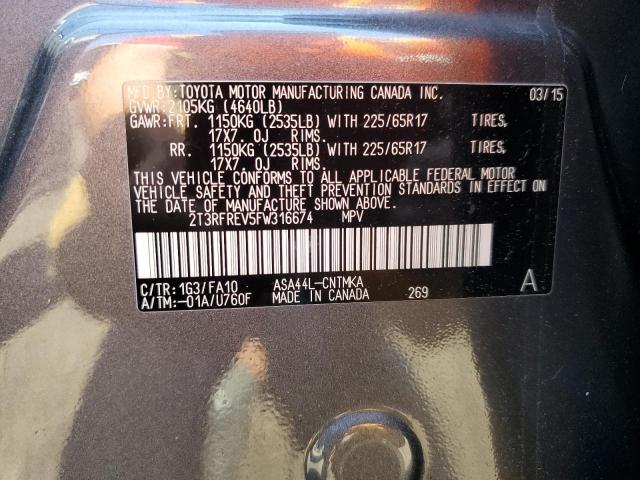 MFD.BY:TOYOTA MOTOR MANUFACTURING CANADA INC. 03/15
GVWR:2105KG (4640LB)
GAWR:FRT. 1150KG (2535LB) WITH 225/65R17 TIRES,
17X7.0J RIMS,
RR. 1150KG (2535LB) WITH 225/65R17 TIRES,
17X7.0J RIMS.
THIS VEHICLE CONFORMS TO ALL APPLICABLE FEDERAL MOTOR
VEHICLE SAFETY AND THEFT PREVENTION STANDARDS IN EFFECT ON
THE DATE OF MANUFACTURE SHOWN ABOVE.
2T3RFREV5FW316674 MPV
C/TR:1G3/FA10 ASA44L-CNTMKA
A/TM:-01A/U760F MADE IN CANADA 269 A